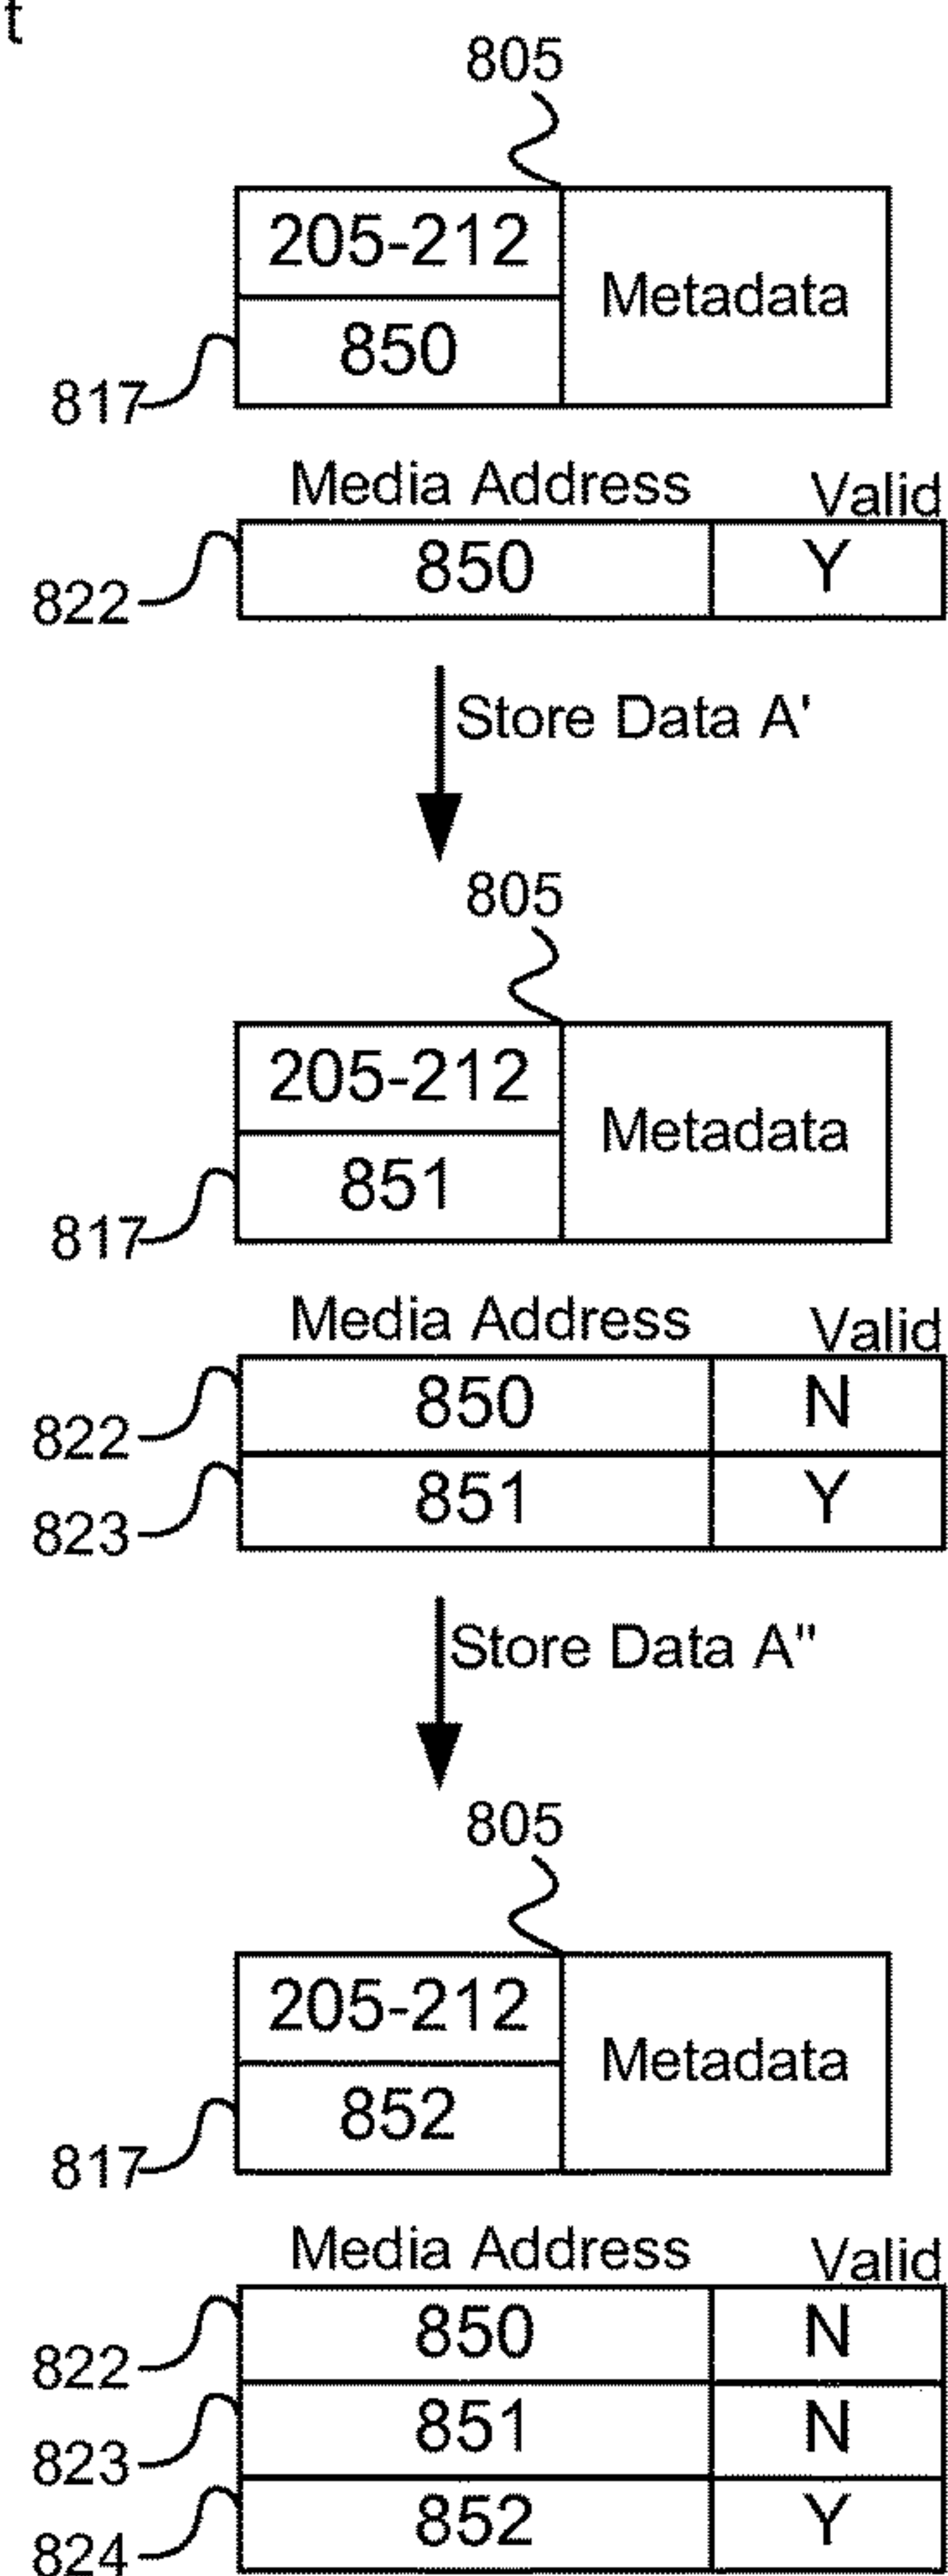 t
805
205-212
Metadata
850
817
Media Address Valid
850 Y
822
Store Data A'
805
205-212
Metadata
851
817
Media Address Valid
850 N
822
851 Y
823
Store Data A"
805
205-212
Metadata
852
817
Media Address Valid
850 N
822
851 N
823
852 Y
824